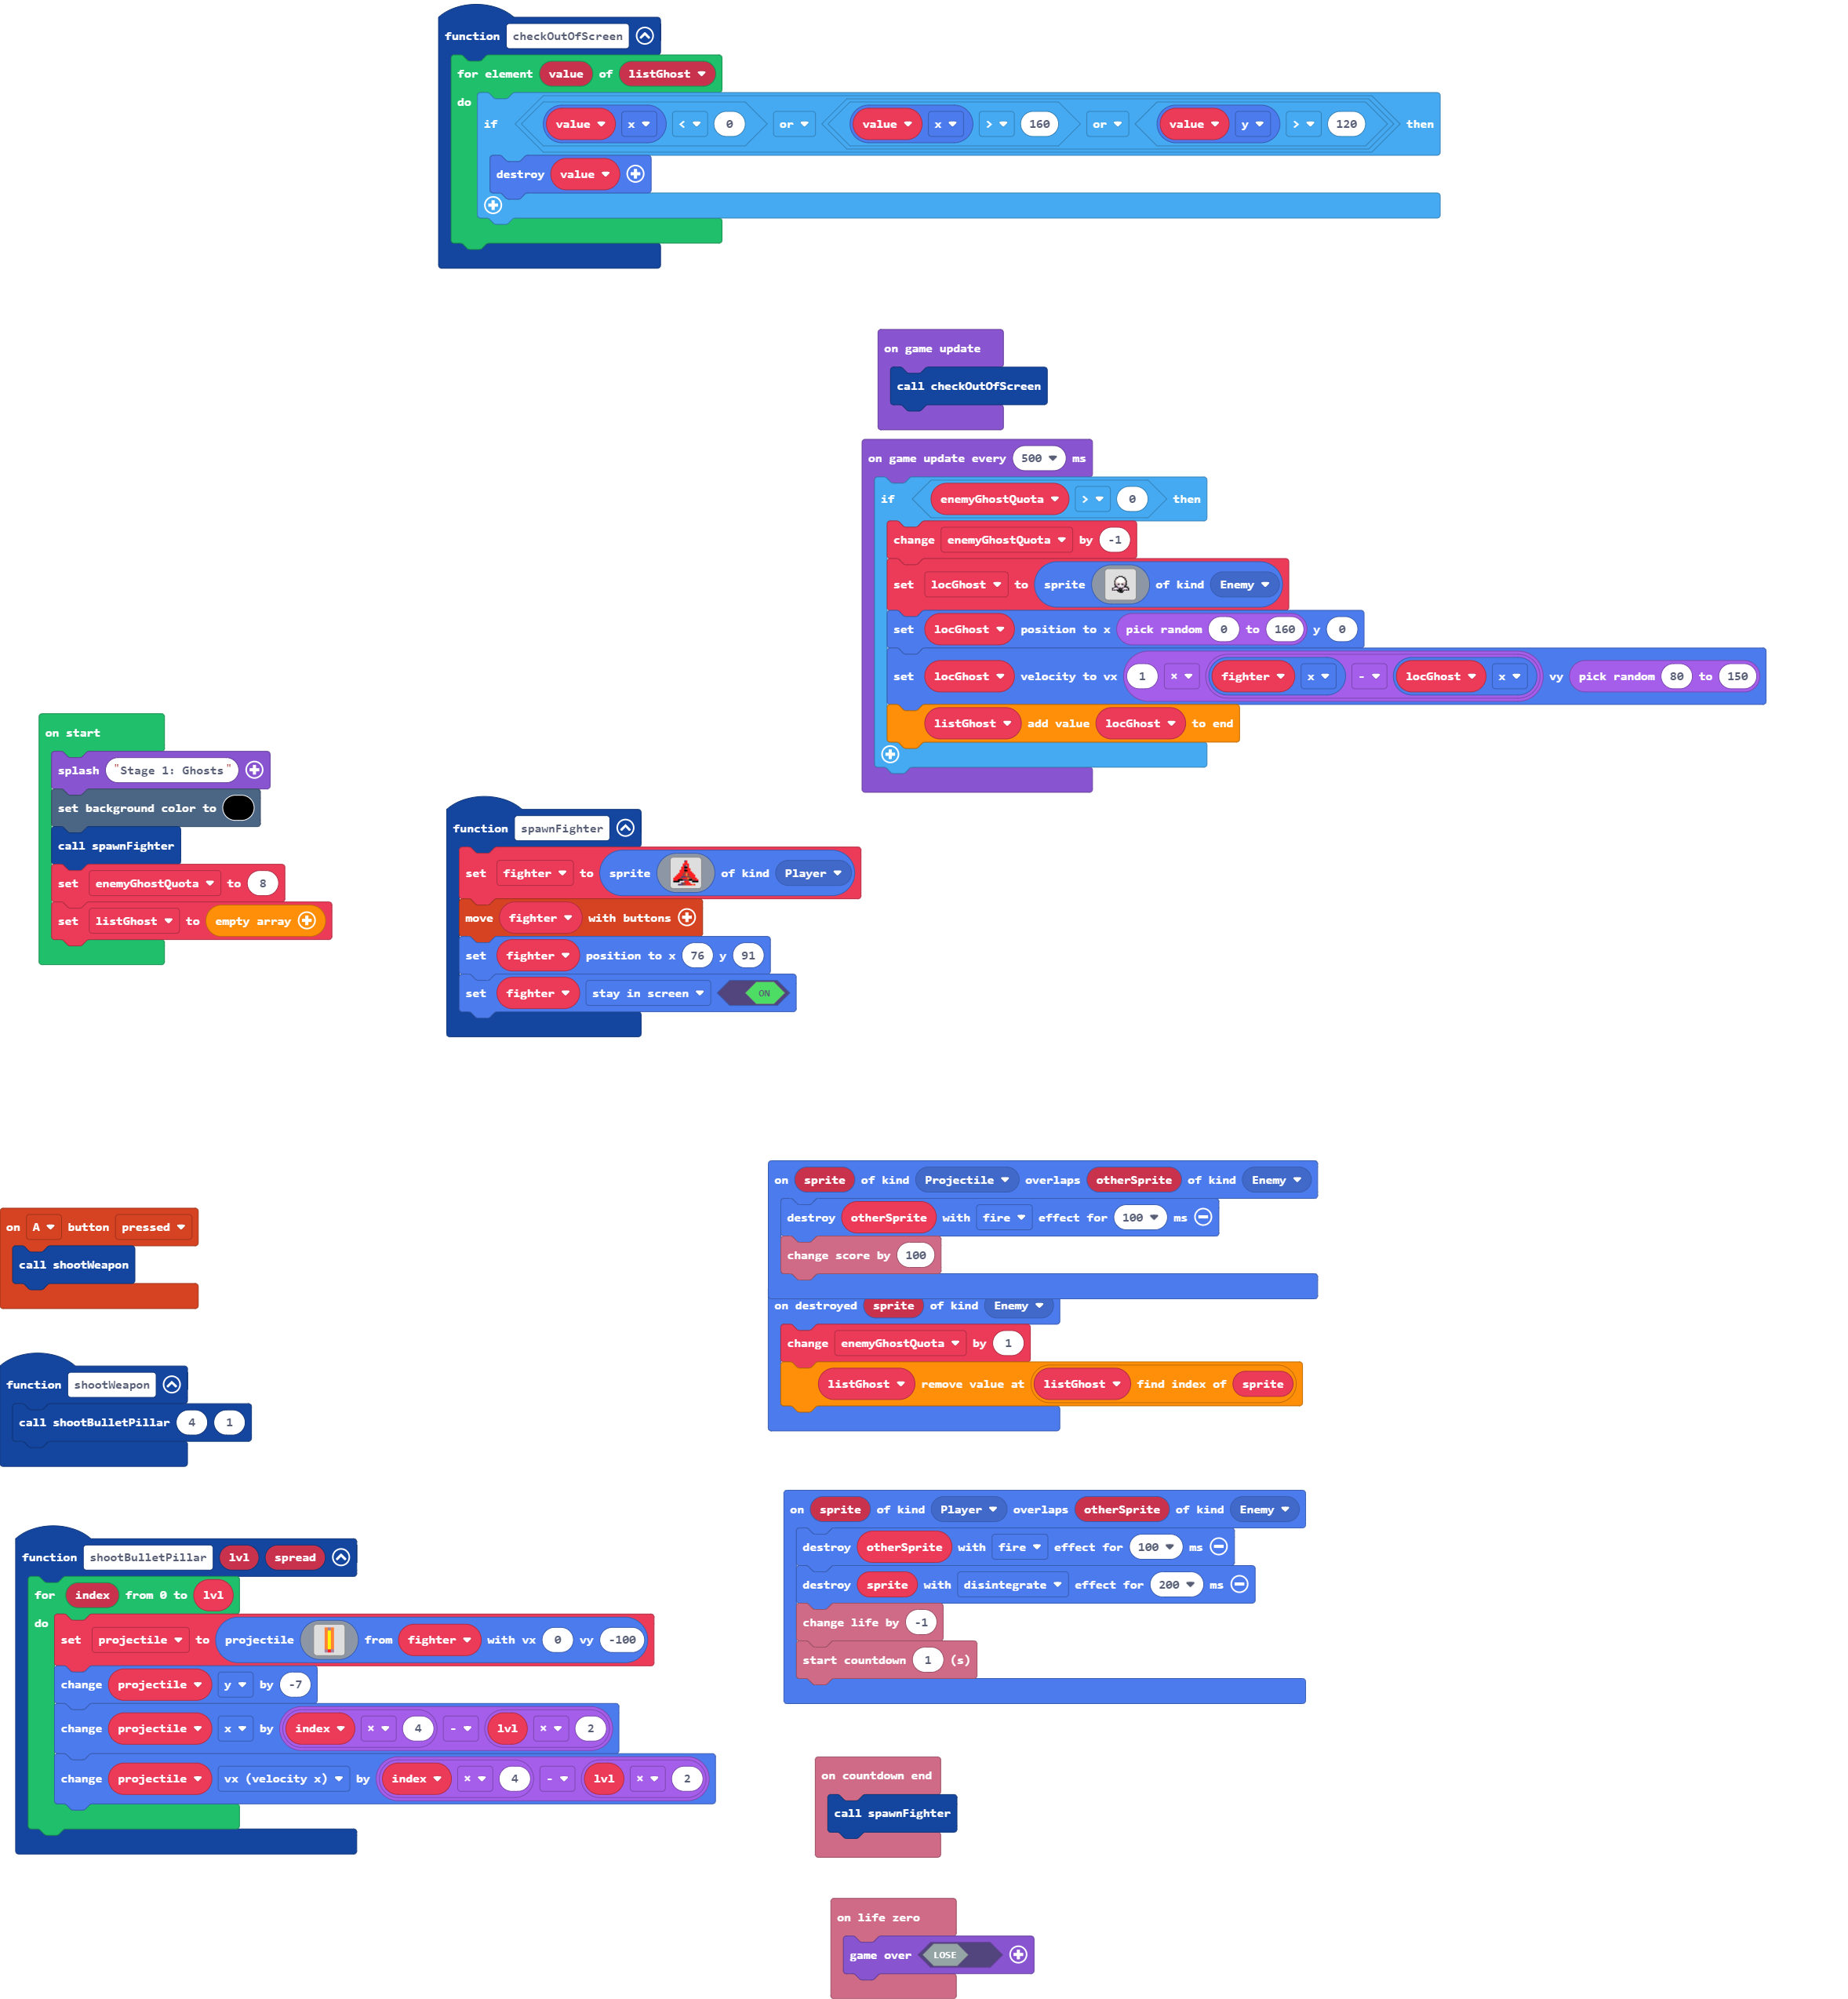 function checkOutOfScreen
for element value of listGhost
do
if value x < 0 or value x > 160 or value y > 120 then
destroy value
on game update
call checkOutOfScreen
on game update every 500 ms
if enemyGhostQuota > 0 then
change enemyGhostQuota by -1
set locGhost to sprite of kind Enemy
set locGhost position to x pick random 0 to 160 y 0
set locGhost velocity to vx 1 × fighter x - locGhost x vy pick random 80 to 150
listGhost add value locGhost to end
on start
splash "Stage 1: Ghosts"
set background color to
call spawnFighter
set enemyGhostQuota to 8
set listGhost to empty array
function spawnFighter
set fighter to sprite of kind Player
move fighter with buttons
set fighter position to x 76 y 91
set fighter stay in screen ON
on A button pressed
call shootWeapon
function shootWeapon
call shootBulletPillar 4 1
function shootBulletPillar lvl spread
for index from 0 to lvl
do
set projectile to projectile from fighter with vx 0 vy -100
change projectile y by -7
change projectile x by index × 4 - lvl × 2
change projectile vx (velocity x) by index × 4 - lvl × 2
on sprite of kind Projectile overlaps otherSprite of kind Enemy
destroy otherSprite with fire effect for 100 ms
change score by 100
on destroyed sprite of kind Enemy
change enemyGhostQuota by 1
listGhost remove value at listGhost find index of sprite
on sprite of kind Player overlaps otherSprite of kind Enemy
destroy otherSprite with fire effect for 100 ms
destroy sprite with disintegrate effect for 200 ms
change life by -1
start countdown 1 (s)
on countdown end
call spawnFighter
on life zero
game over LOSE